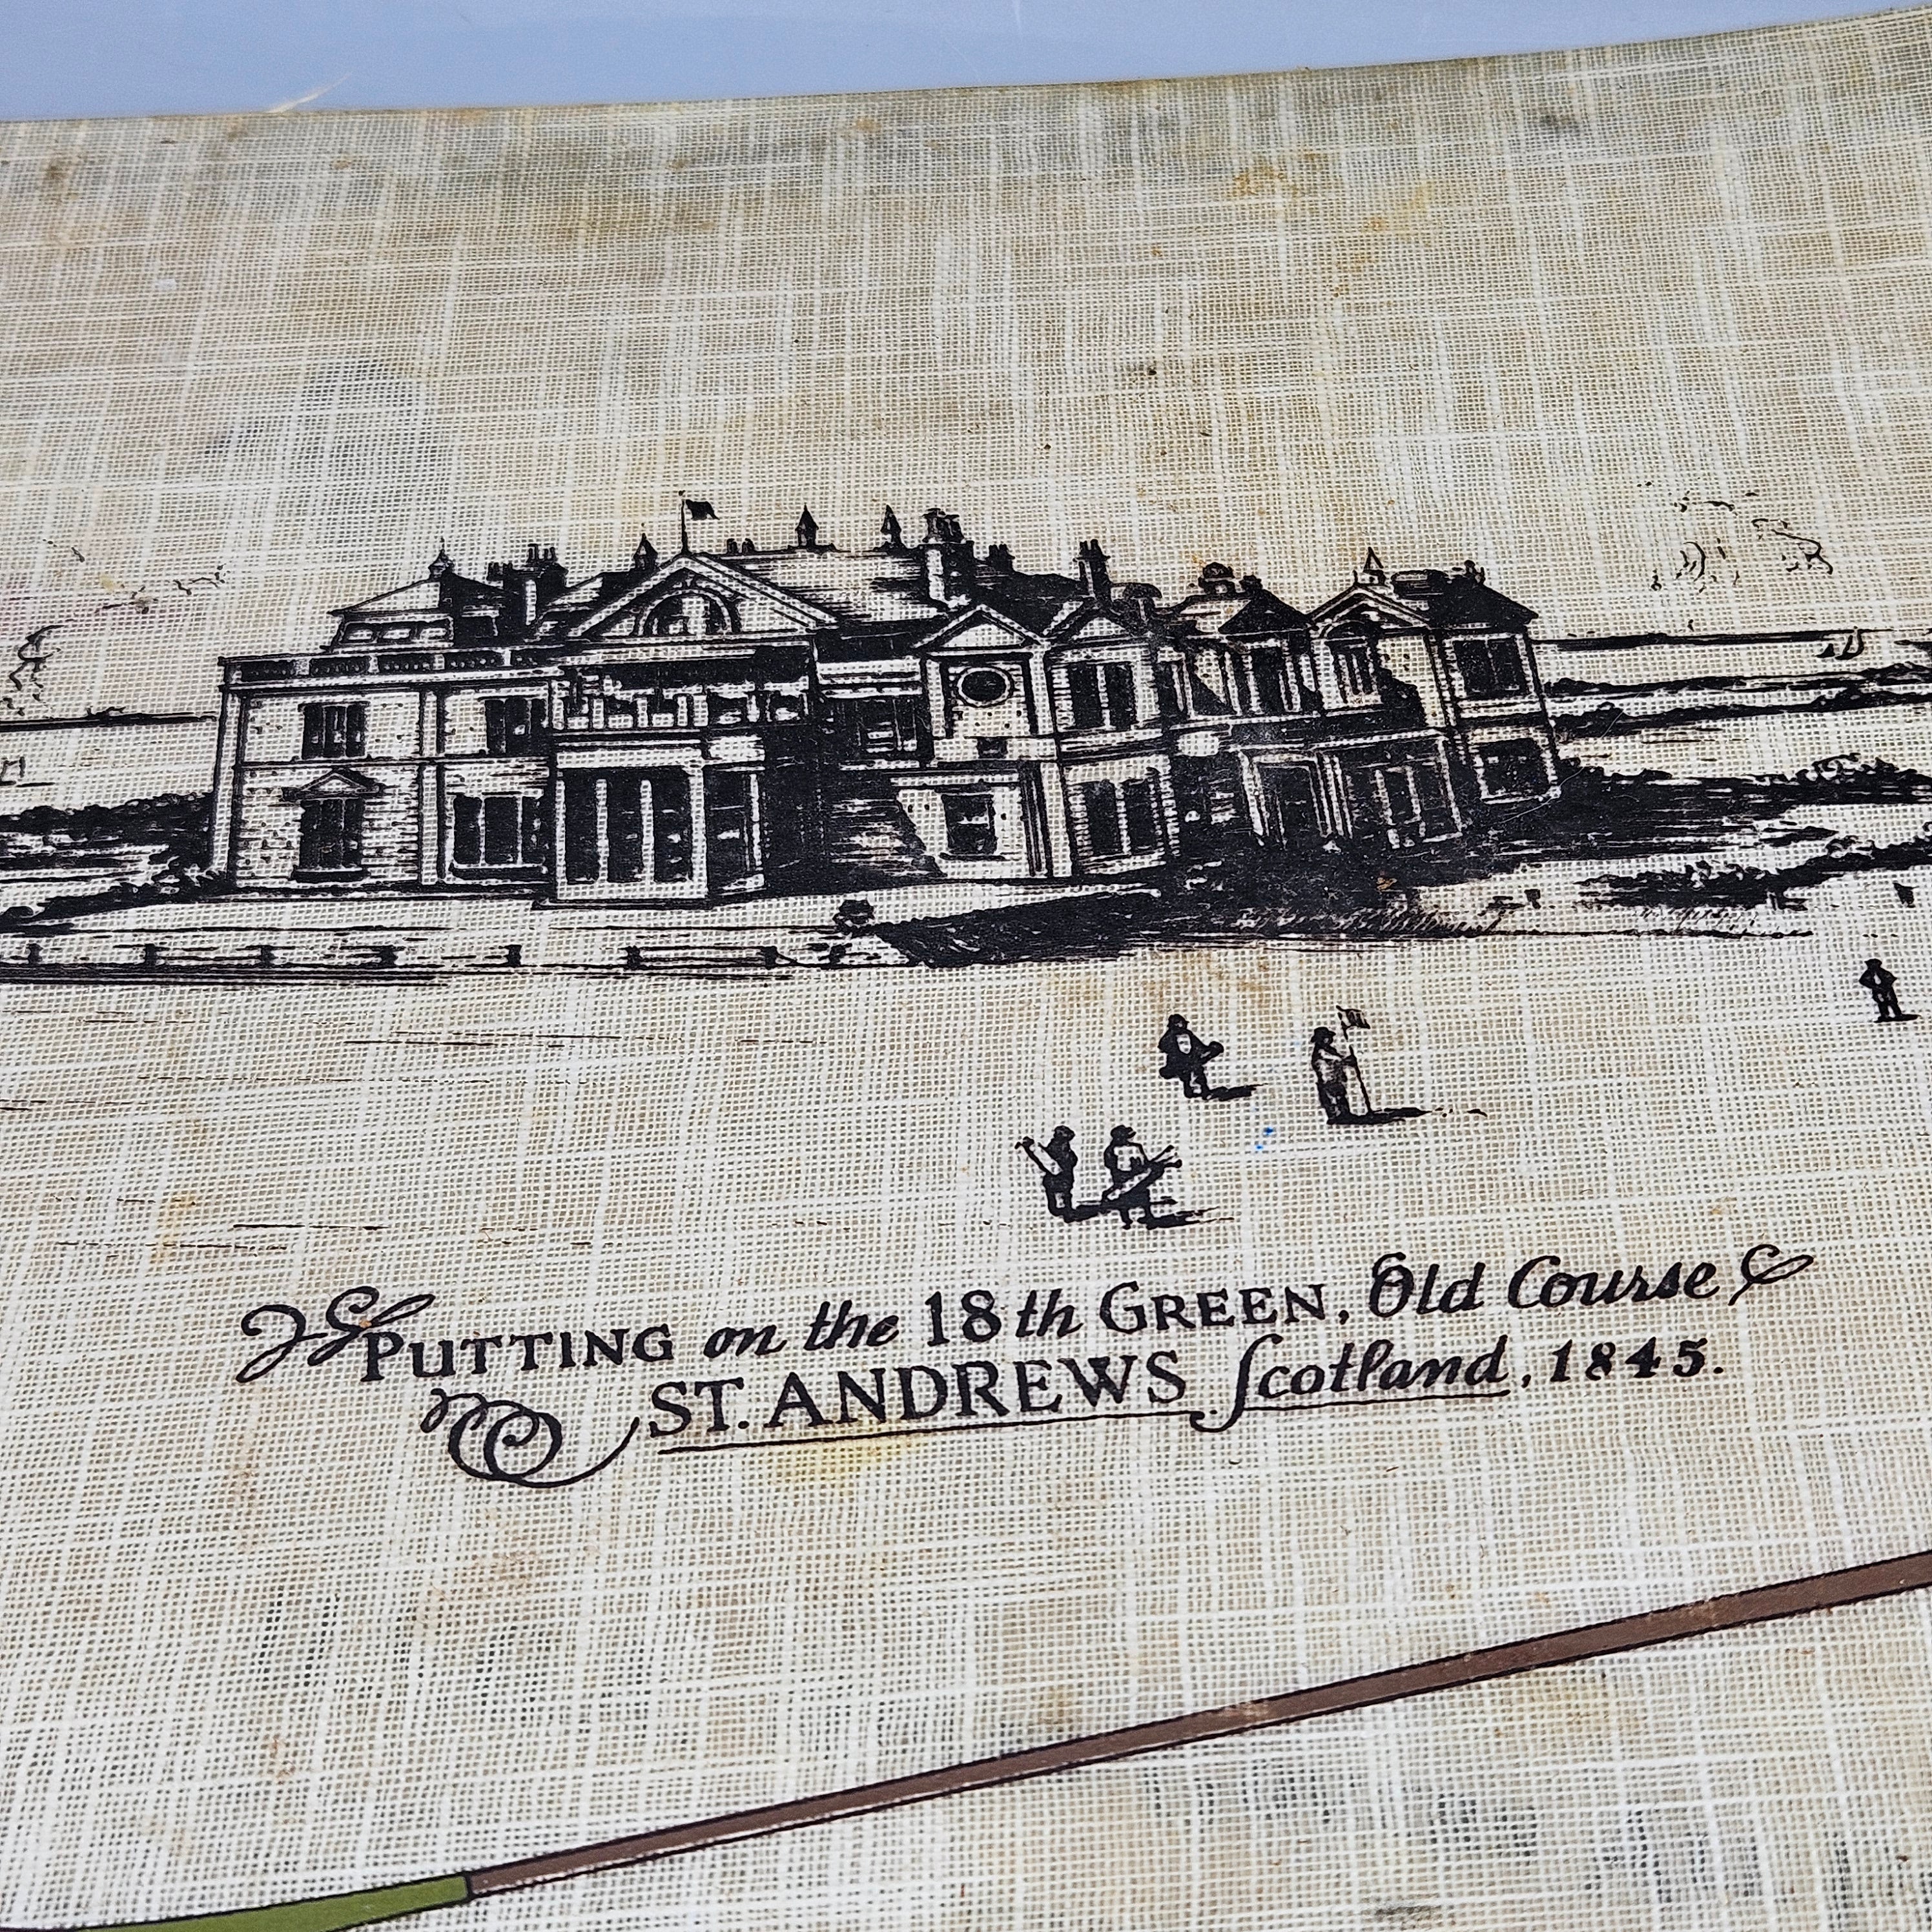 PUTTING on the 18th GREEN, Old Course
ST. ANDREWS Scotland, 1845.